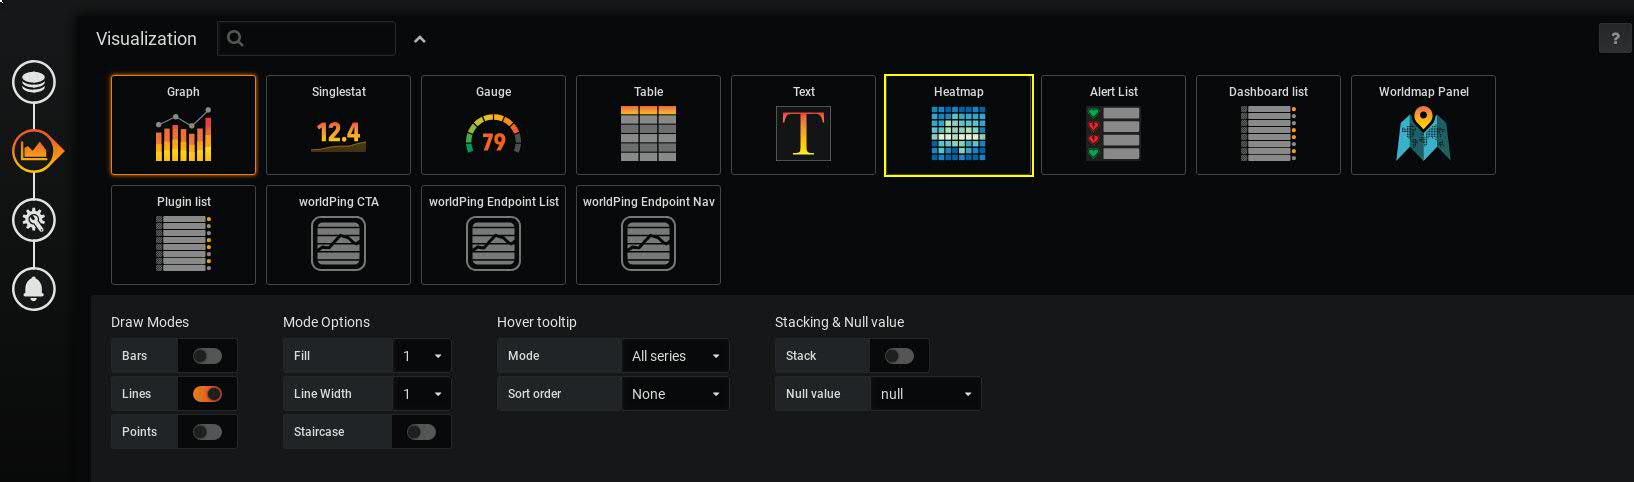 Visualization
?
Graph Singlestat Gauge Table Text Heatmap Alert List Dashboard list Worldmap Panel
12.4 79 T
Plugin list worldPing CTA worldPing Endpoint List worldPing Endpoint Nav
Draw Modes Mode Options Hover tooltip Stacking & Null value
Bars Fill 1 Mode All series Stack
Lines Line Width 1 Sort order None Null value null
Points Staircase